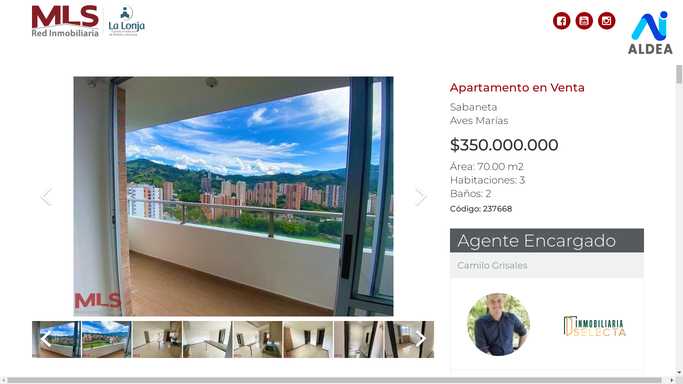 MLS
Red Inmobiliaria
La Lonja
ALDEA
Apartamento en Venta
Sabaneta
Aves Marías
$350.000.000
Área: 70.00 m2
Habitaciones: 3
Baños: 2
Código: 237668
Agente Encargado
Camilo Grisales
MLS
INMOBILIARIA
SELECTA